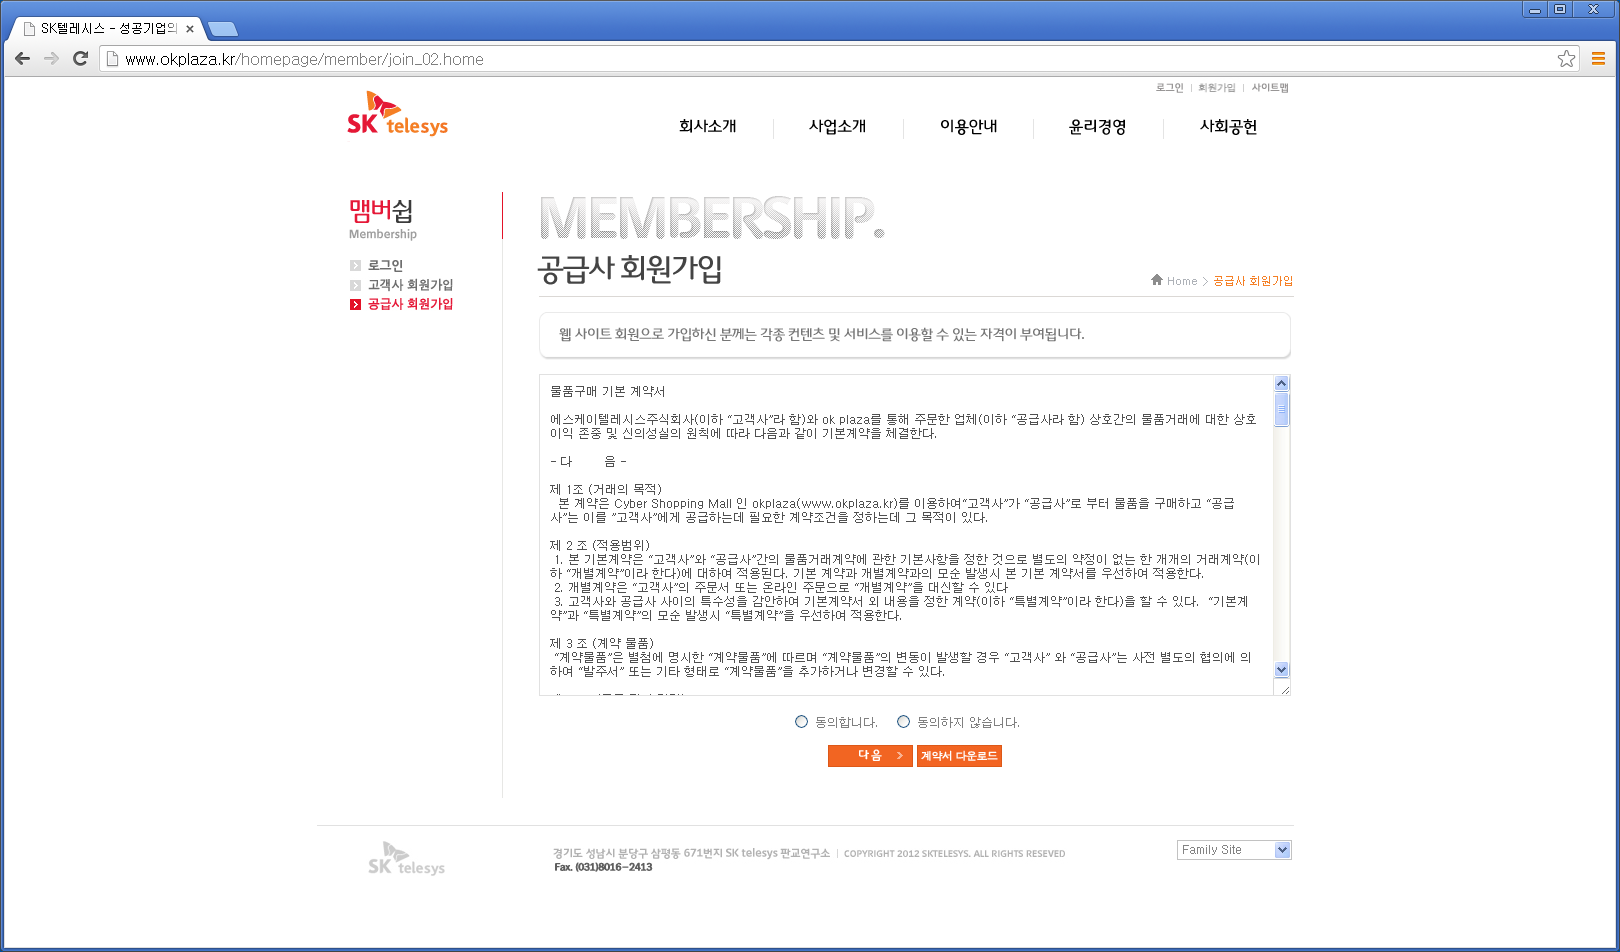 SK텔레시스 - 성공기업의
www.okplaza.kr/homepage/member/join_02.home
로그인 | 회원가입 | 사이트맵
SK telesys
회사소개 사업소개 이용안내 윤리경영 사회공헌
맴버쉽
Membership
로그인
고객사 회원가입
공급사 회원가입
MEMBERSHIP.
공급사 회원가입
Home > 공급사 회원가입
웹 사이트 회원으로 가입하신 분께는 각종 컨텐츠 및 서비스를 이용할 수 있는 자격이 부여됩니다.
물품구매 기본 계약서
에스케이텔레시스주식회사(이하 “고객사”라 함)와 ok plaza를 통해 주문한 업체(이하 “공급사라 함) 상호간의 물품거래에 대한 상호
이익 존중 및 신의성실의 원칙에 따라 다음과 같이 기본계약을 체결한다.
- 다 음 -
제 1조 (거래의 목적)
본 계약은 Cyber Shopping Mall 인 okplaza(www.okplaza.kr)를 이용하여“고객사”가 “공급사”로 부터 물품을 구매하고 “공급
사”는 이를 “고객사”에게 공급하는데 필요한 계약조건을 정하는데 그 목적이 있다.
제 2 조 (적용범위)
1. 본 기본계약은 “고객사”와 “공급사”간의 물품거래계약에 관한 기본사항을 정한 것으로 별도의 약정이 없는 한 개개의 거래계약(이
하 “개별계약”이라 한다)에 대하여 적용된다. 기본 계약과 개별계약과의 모순 발생시 본 기본 계약서를 우선하여 적용한다.
2. 개별계약은 “고객사”의 주문서 또는 온라인 주문으로 “개별계약”을 대신할 수 있다
3. 고객사와 공급사 사이의 특수성을 감안하여 기본계약서 외 내용을 정한 계약(이하 “특별계약”이라 한다)을 할 수 있다. “기본계
약”과 “특별계약”의 모순 발생시 “특별계약”을 우선하여 적용한다.
제 3 조 (계약 물품)
“계약물품”은 별첨에 명시한 “계약물품”에 따르며 “계약물품”의 변동이 발생할 경우 “고객사” 와 “공급사”는 사전 별도의 협의에 의
하여 “발주서” 또는 기타 형태로 “계약물품”을 추가하거나 변경할 수 있다.
동의합니다. 동의하지 않습니다.
다음 > 계약서 다운로드
SK telesys
경기도 성남시 분당구 삼평동 671번지 SK telesys 판교연구소 | COPYRIGHT 2012 SKTELESYS. ALL RIGHTS RESEVED
Fax. (031)8016-2413
Family Site